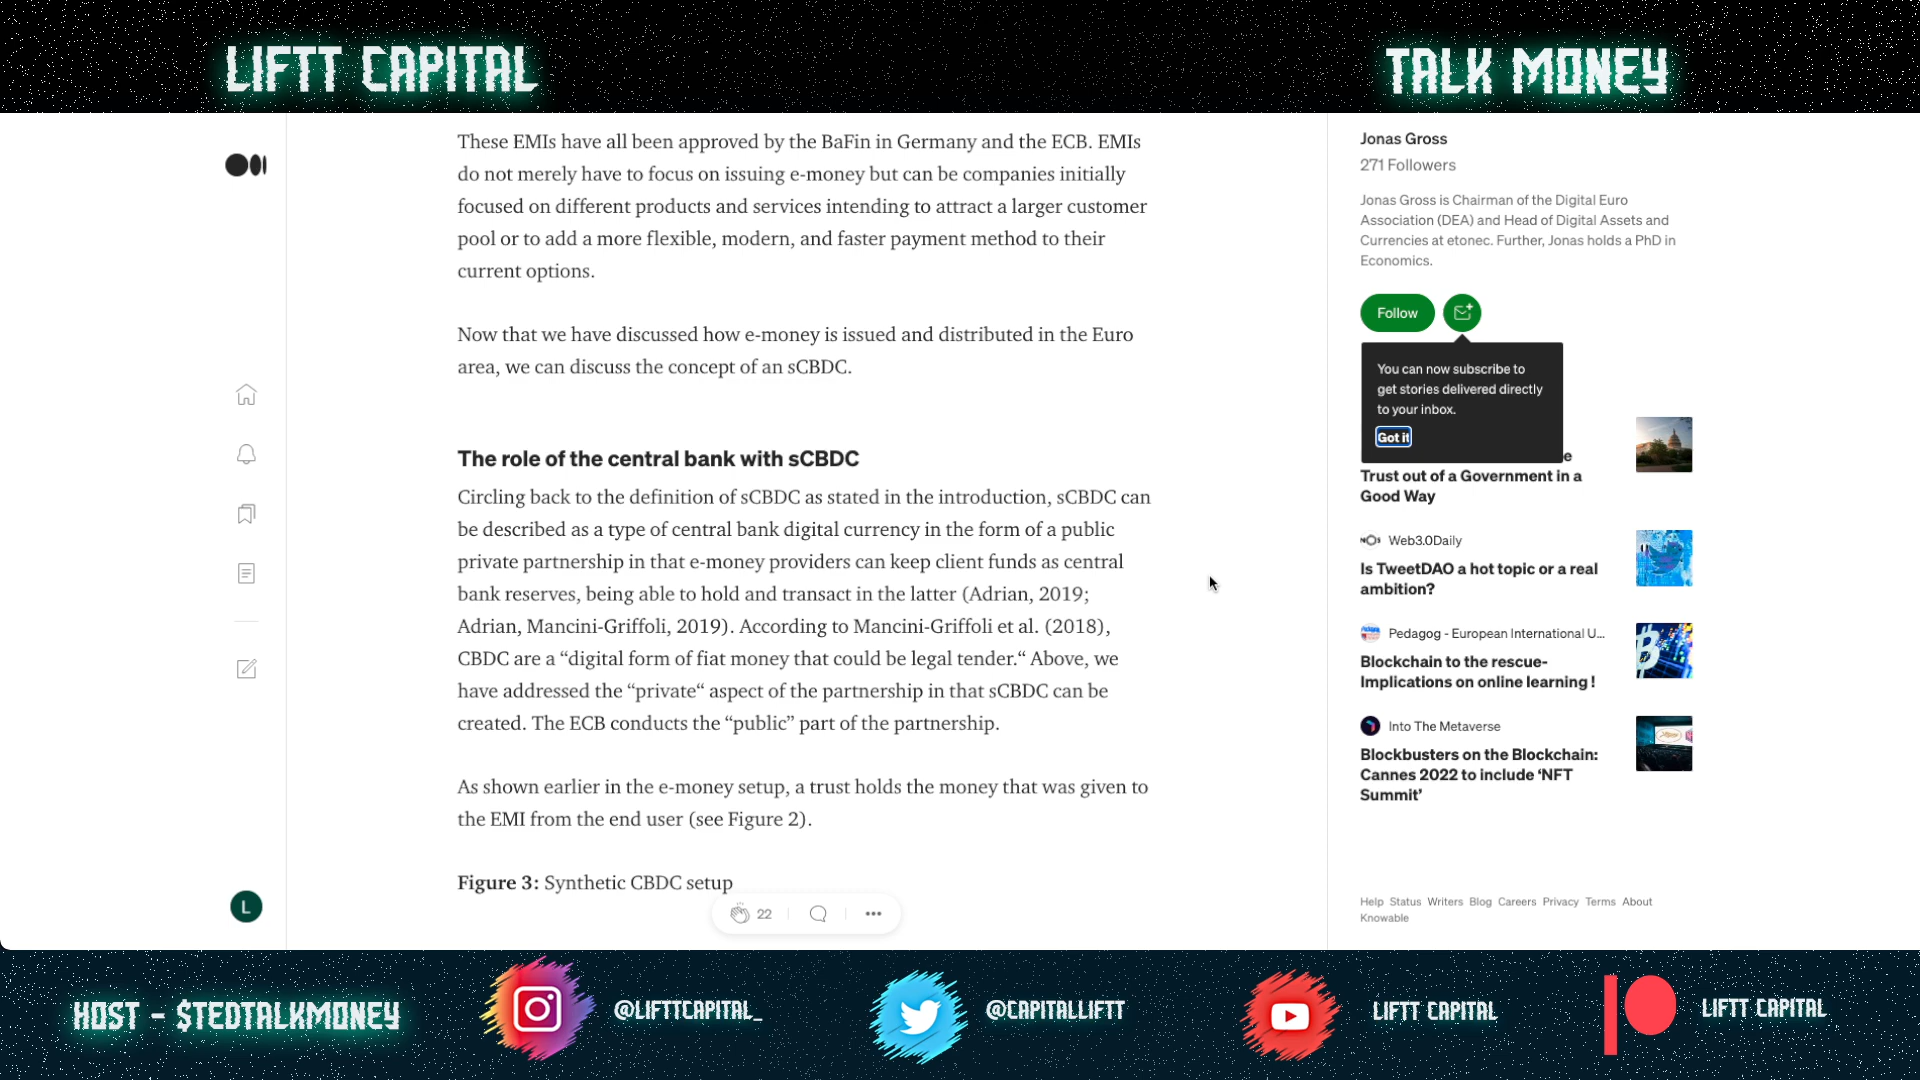 LIFTT CAPITAL
TALK MONEY
These EMIs have all been approved by the BaFin in Germany and the ECB. EMIs
do not merely have to focus on issuing e-money but can be companies initially
focused on different products and services intending to attract a larger customer
pool or to add a more flexible, modern, and faster payment method to their
current options.
Now that we have discussed how e-money is issued and distributed in the Euro
area, we can discuss the concept of an sCBDC.
The role of the central bank with sCBDC
Circling back to the definition of sCBDC as stated in the introduction, sCBDC can
be described as a type of central bank digital currency in the form of a public
private partnership in that e-money providers can keep client funds as central
bank reserves, being able to hold and transact in the latter (Adrian, 2019;
Adrian, Mancini-Griffoli, 2019). According to Mancini-Griffoli et al. (2018),
CBDC are a “digital form of fiat money that could be legal tender.“ Above, we
have addressed the “private“ aspect of the partnership in that sCBDC can be
created. The ECB conducts the “public” part of the partnership.
As shown earlier in the e-money setup, a trust holds the money that was given to
the EMI from the end user (see Figure 2).
Figure 3: Synthetic CBDC setup
22
L
Jonas Gross
271 Followers
Jonas Gross is Chairman of the Digital Euro
Association (DEA) and Head of Digital Assets and
Currencies at etonec. Further, Jonas holds a PhD in
Economics.
Follow
You can now subscribe to
get stories delivered directly
to your inbox.
Got it
e
Trust out of a Government in a
Good Way
Web3.0Daily
Is TweetDAO a hot topic or a real
ambition?
Pedagog - European International U...
Blockchain to the rescue-
Implications on online learning !
Into The Metaverse
Blockbusters on the Blockchain:
Cannes 2022 to include ‘NFT
Summit’
Help Status Writers Blog Careers Privacy Terms About
Knowable
HOST - $TEDTALKMONEY
@LIFTTCAPITAL_
@CAPITALLIFTT
LIFTT CAPITAL
LIFTT CAPITAL